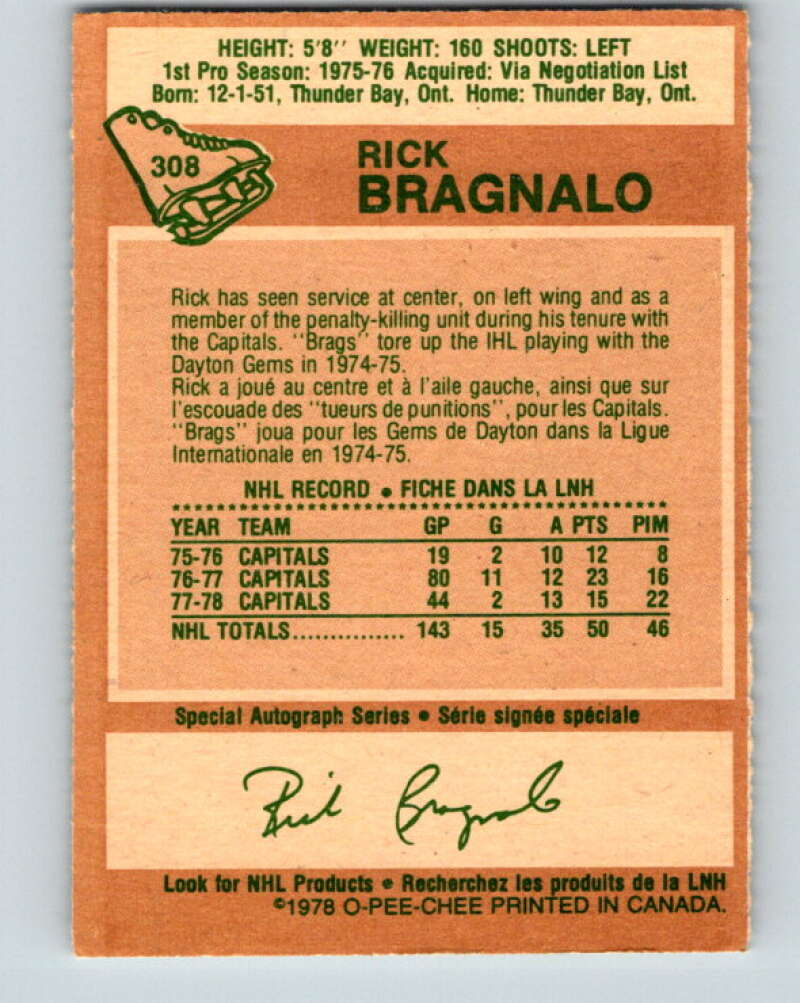 HEIGHT: 5'8'' WEIGHT: 160 SHOOTS: LEFT
1st Pro Season: 1975-76 Acquired: Via Negotiation List
Born: 12-1-51, Thunder Bay, Ont. Home: Thunder Bay, Ont.
308
RICK
BRAGNALO
Rick has seen service at center, on left wing and as a
member of the penalty-killing unit during his tenure with
the Capitals. ''Brags'' tore up the IHL playing with the
Dayton Gems in 1974-75.
Rick a joué au centre et à l'aile gauche, ainsi que sur
l'escouade des ''tueurs de punitions'', pour les Capitals.
''Brags'' joua pour les Gems de Dayton dans la Ligue
Internationale en 1974-75.
NHL RECORD • FICHE DANS LA LNH
YEAR TEAM GP G A PTS PIM
75-76 CAPITALS 19 2 10 12 8
76-77 CAPITALS 80 11 12 23 16
77-78 CAPITALS 44 2 13 15 22
NHL TOTALS............... 143 15 35 50 46
Special Autograph Series • Série signée spéciale
Rick Bragnalo
Look for NHL Products • Recherchez les produits de la LNH
©1978 O-PEE-CHEE PRINTED IN CANADA.